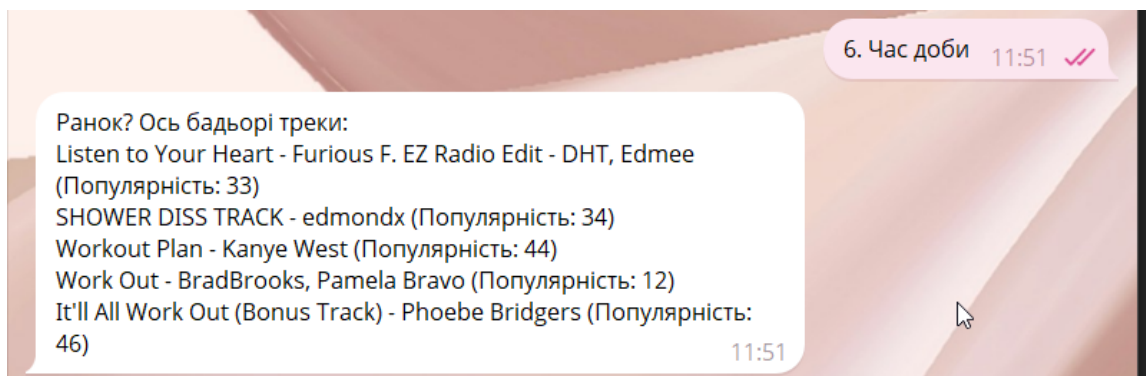 6. Час доби 11:51
Ранок? Ось бадьорі треки:
Listen to Your Heart - Furious F. EZ Radio Edit - DHT, Edmee
(Популярність: 33)
SHOWER DISS TRACK - edmondx (Популярність: 34)
Workout Plan - Kanye West (Популярність: 44)
Work Out - BradBrooks, Pamela Bravo (Популярність: 12)
It'll All Work Out (Bonus Track) - Phoebe Bridgers (Популярність:
46)
11:51